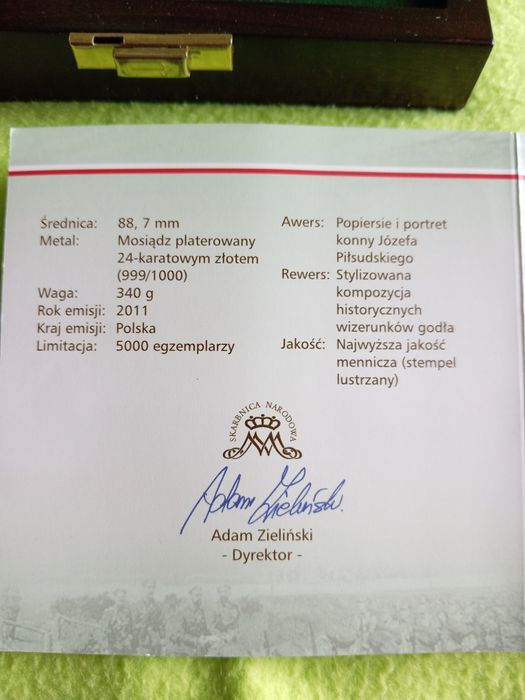 Średnica: 88, 7 mm
Metal: Mosiądz platerowany
24-karatowym złotem
(999/1000)
Waga: 340 g
Rok emisji: 2011
Kraj emisji: Polska
Limitacja: 5000 egzemplarzy
Awers: Popiersie i portret
konny Józefa
Piłsudskiego
Rewers: Stylizowana
kompozycja
historycznych
wizerunków godła
Jakość: Najwyższa jakość
mennicza (stempel
lustrzany)
SKARBNICA NARODOWA
Adam Zieliński.
Adam Zieliński
- Dyrektor -